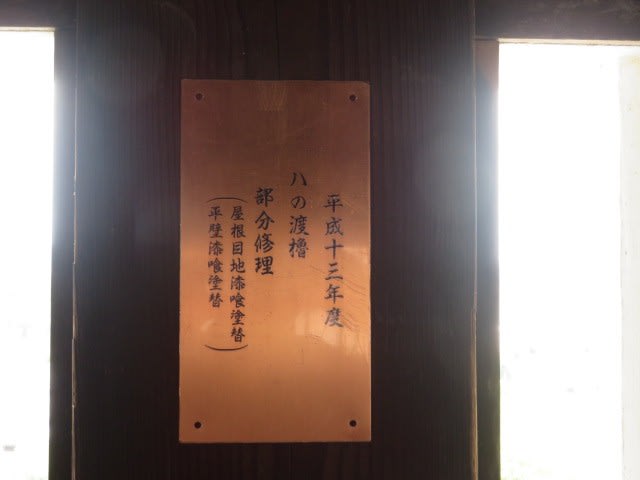 平成十三年度
ハの渡櫓
部分修理
(屋根目地漆喰塗替
平壁漆喰塗替)